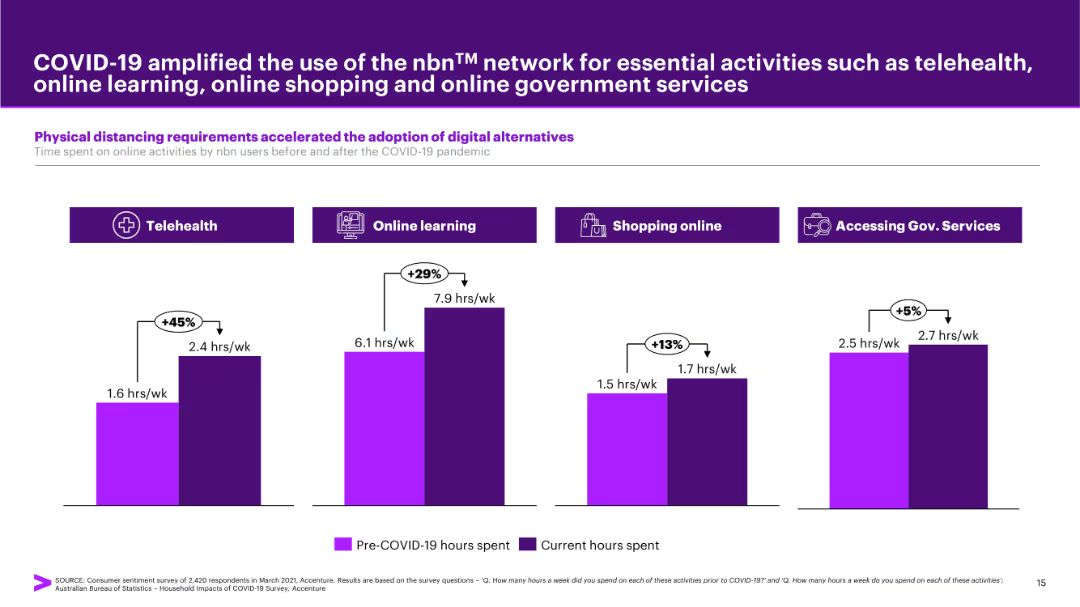 COVID-19 amplified the use of the nbn™ network for essential activities such as telehealth,
online learning, online shopping and online government services
Physical distancing requirements accelerated the adoption of digital alternatives
Time spent on online activities by nbn users before and after the COVID-19 pandemic
Telehealth
Online learning
Shopping online
Accessing Gov. Services
+45%
1.6 hrs/wk
2.4 hrs/wk
+29%
6.1 hrs/wk
7.9 hrs/wk
+13%
1.5 hrs/wk
1.7 hrs/wk
+5%
2.5 hrs/wk
2.7 hrs/wk
Pre-COVID-19 hours spent
Current hours spent
SOURCE: Consumer sentiment survey of 2,420 respondents in March 2021, Accenture. Results are based on the survey questions – 'Q. How many hours a week did you spend on each of these activities prior to COVID-19?' and 'Q. How many hours a week do you spend on each of these activities';
Australian Bureau of Statistics – Household Impacts of COVID-19 Survey; Accenture
15